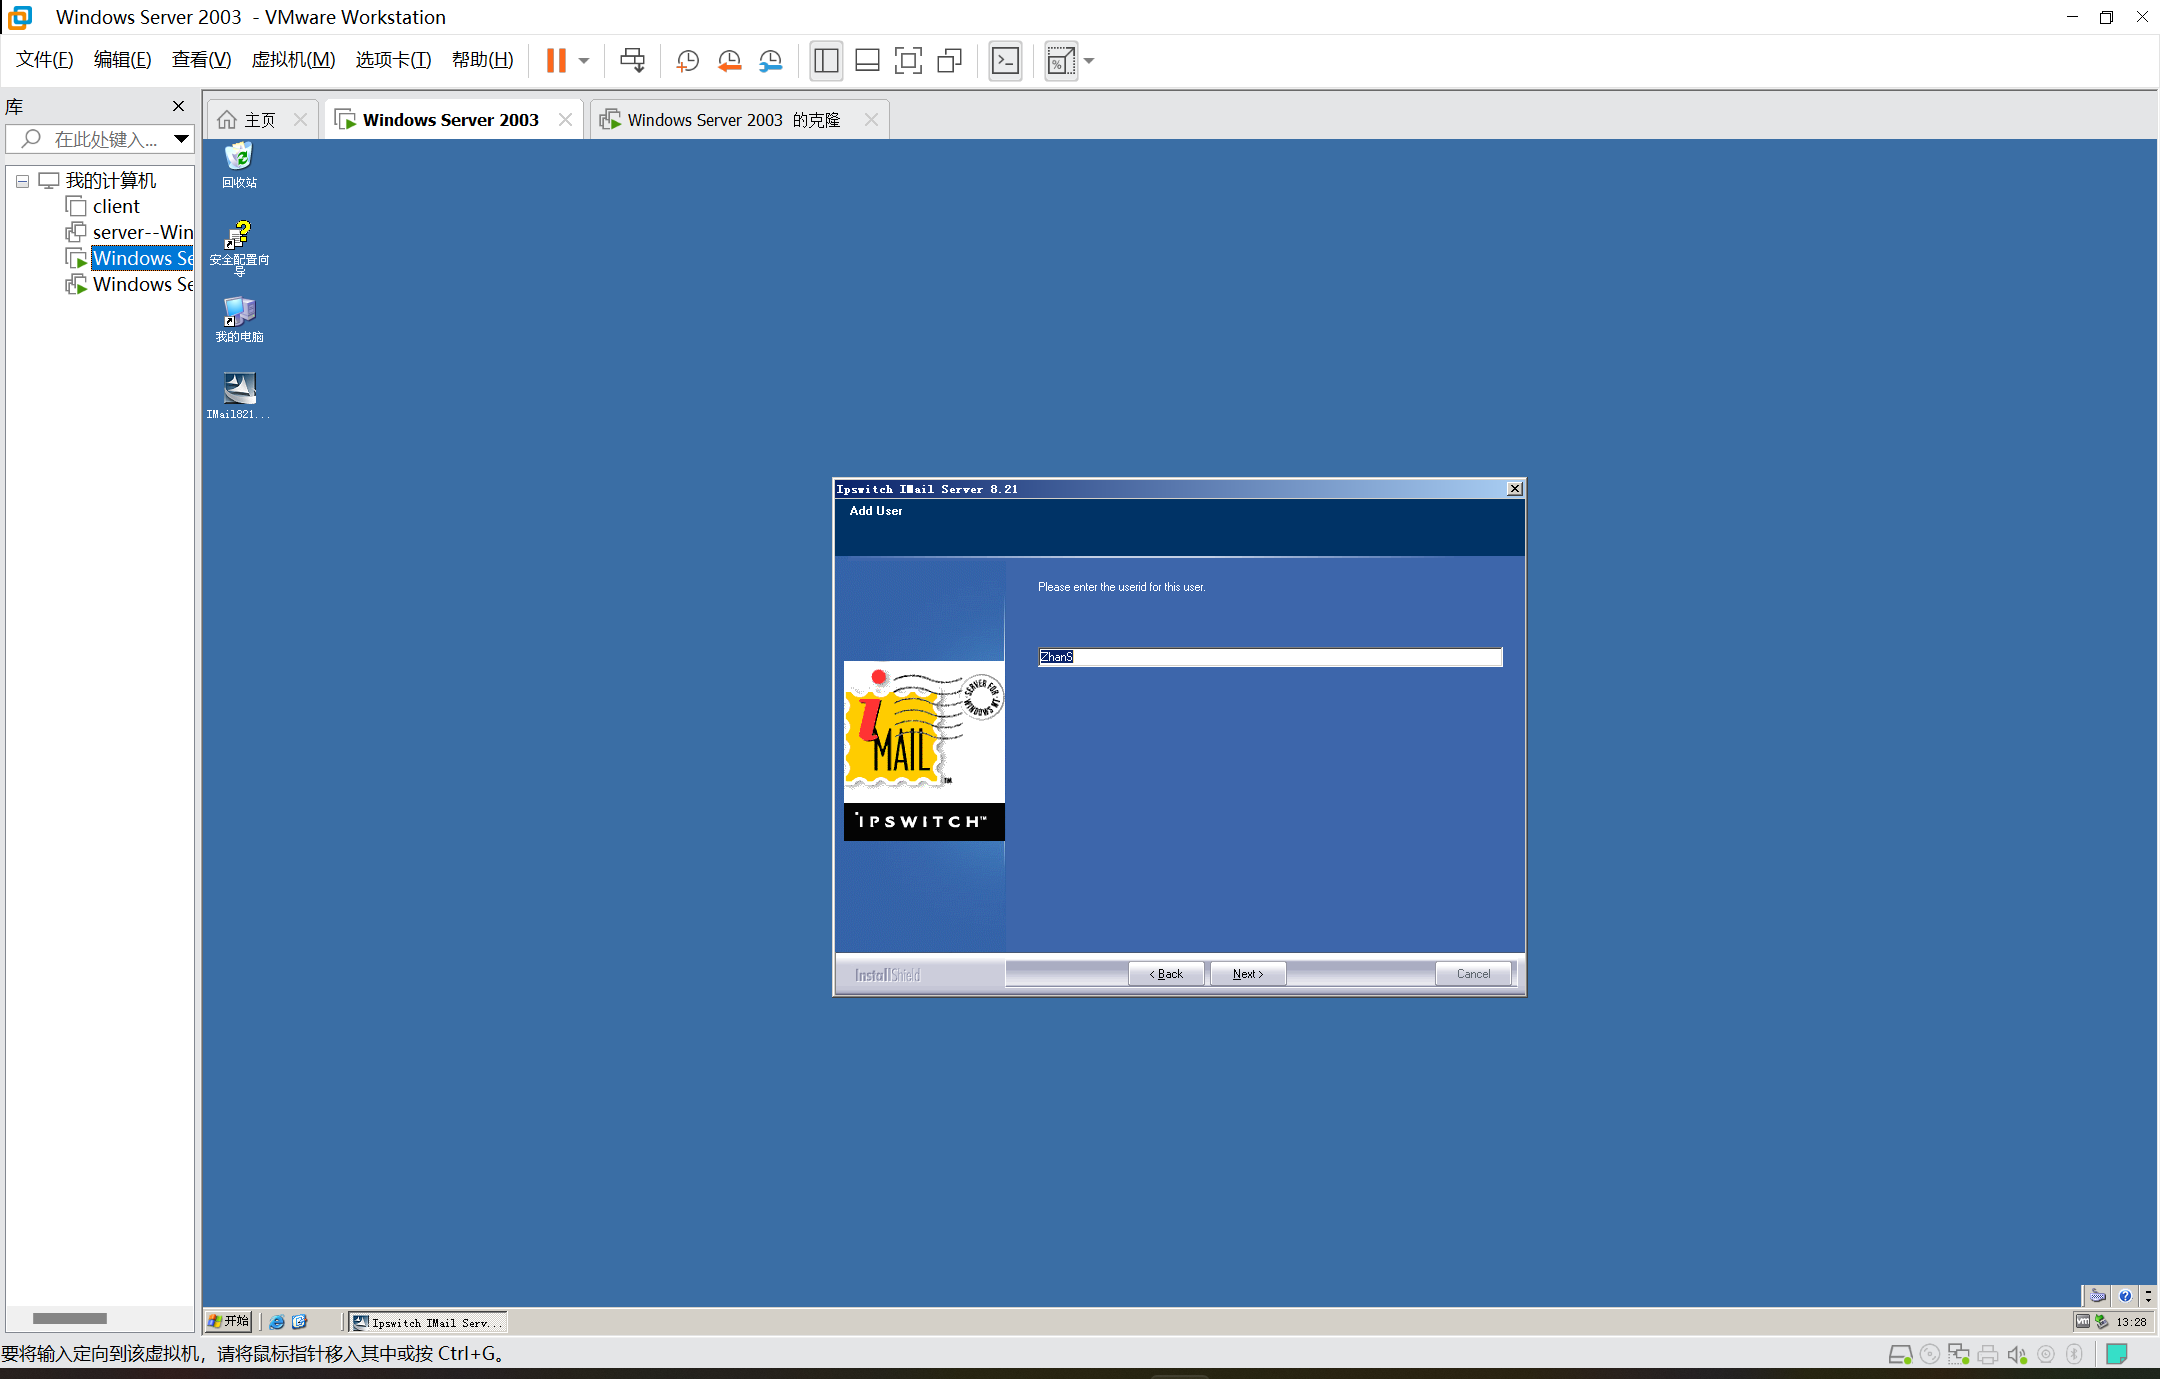 Windows Server 2003 - VMware Workstation
文件(F) 编辑(E) 查看(V) 虚拟机(M) 选项卡(T) 帮助(H)
库
在此处键入...
主页
Windows Server 2003
Windows Server 2003 的克隆
我的计算机
client
server--Win
Windows Se
Windows Se
回收站
安全配置向
导
我的电脑
IMail821...
Ipswitch IMail Server 8.21
Add User
Please enter the userid for this user.
ZhanS
SERVER FOR WINDOWS
i MAIL™
IPSWITCH™
InstallShield
< Back
Next >
Cancel
开始
Ipswitch IMail Serv...
13:28
要将输入定向到该虚拟机，请将鼠标指针移入其中或按 Ctrl+G。